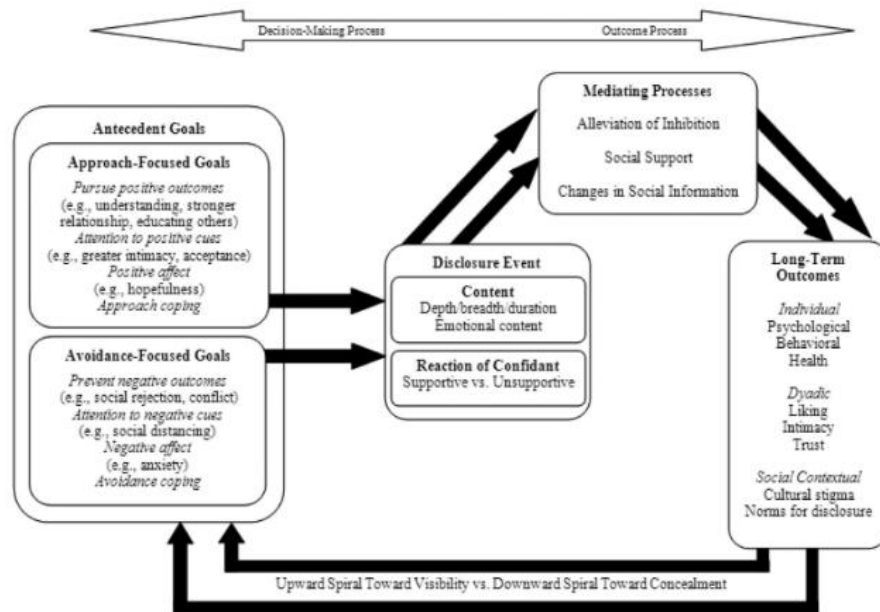 Decision-Making Process
Outcome Process
Antecedent Goals
Approach-Focused Goals
Pursue positive outcomes
(e.g., understanding, stronger
relationship, educating others)
Attention to positive cues
(e.g., greater intimacy, acceptance)
Positive affect
(e.g., hopefulness)
Approach coping
Avoidance-Focused Goals
Prevent negative outcomes
(e.g., social rejection, conflict)
Attention to negative cues
(e.g., social distancing)
Negative affect
(e.g., anxiety)
Avoidance coping
Disclosure Event
Content
Depth/breadth/duration
Emotional content
Reaction of Confidant
Supportive vs. Unsupportive
Mediating Processes
Alleviation of Inhibition
Social Support
Changes in Social Information
Long-Term
Outcomes
Individual
Psychological
Behavioral
Health
Dyadic
Liking
Intimacy
Trust
Social Contextual
Cultural stigma
Norms for disclosure
Upward Spiral Toward Visibility vs. Downward Spiral Toward Concealment